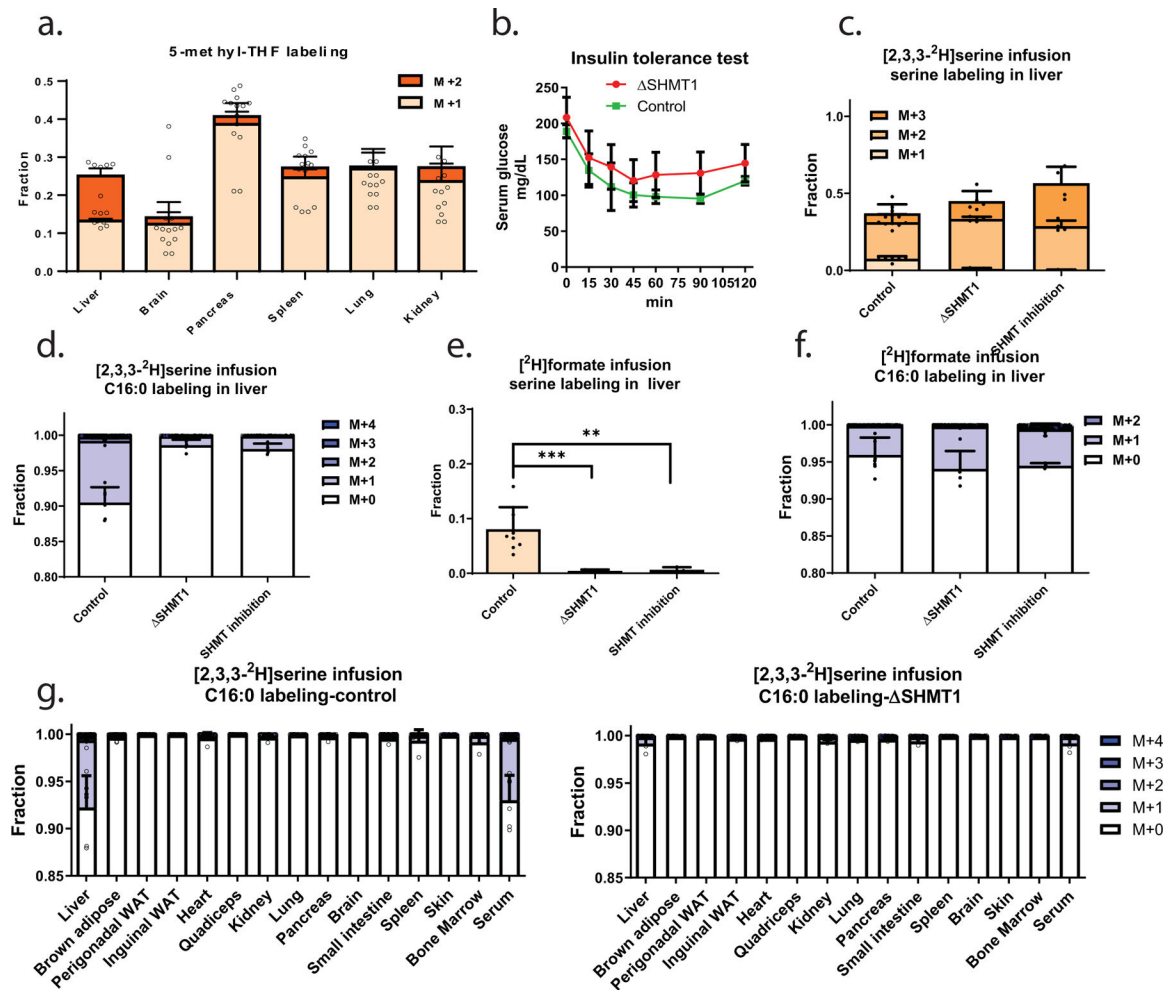 a.
5-methyl-THF labeling
Fraction
0.5
0.4
0.3
0.2
0.1
0.0
M+2
M+1
Liver
Brain
Pancreas
Spleen
Lung
Kidney
b.
Insulin tolerance test
ΔSHMT1
Control
Serum glucose
mg/dL
250
200
150
100
50
0
0 15 30 45 60 75 90 105 120
min
c.
[2,3,3-²H]serine infusion
serine labeling in liver
M+3
M+2
M+1
Fraction
1.0
0.5
0.0
Control
ΔSHMT1
SHMT inhibition
d.
[2,3,3-²H]serine infusion
C16:0 labeling in liver
Fraction
1.00
0.95
0.90
0.85
0.80
M+4
M+3
M+2
M+1
M+0
Control
ΔSHMT1
SHMT inhibition
e.
[²H]formate infusion
serine labeling in liver
Fraction
0.3
0.2
0.1
0.0
**
***
Control
ΔSHMT1
SHMT inhibition
f.
[²H]formate infusion
C16:0 labeling in liver
Fraction
1.00
0.95
0.90
0.85
0.80
M+2
M+1
M+0
Control
ΔSHMT1
SHMT inhibition
g.
[2,3,3-²H]serine infusion
C16:0 labeling-control
Fraction
1.00
0.95
0.90
0.85
Liver
Brown adipose
Perigonadal WAT
Inguinal WAT
Heart
Quadiceps
Kidney
Lung
Pancreas
Brain
Small intestine
Spleen
Skin
Bone Marrow
Serum
[2,3,3-²H]serine infusion
C16:0 labeling-ΔSHMT1
Fraction
1.00
0.95
0.90
0.85
M+4
M+3
M+2
M+1
M+0
Liver
Brown adipose
Perigonadal WAT
Inguinal WAT
Heart
Quadriceps
Kidney
Lung
Pancreas
Small intestine
Spleen
Brain
Skin
Bone Marrow
Serum